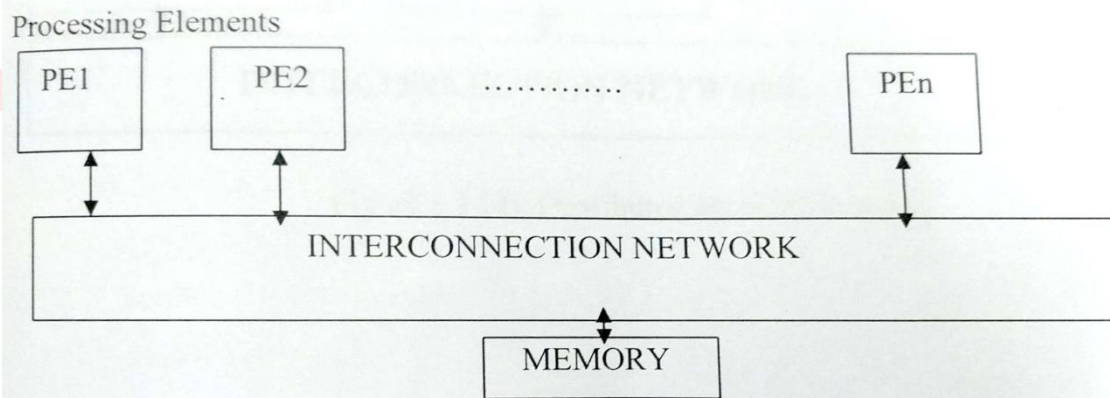 Processing Elements
PE1 PE2 ............ PEn
INTERCONNECTION NETWORK
MEMORY